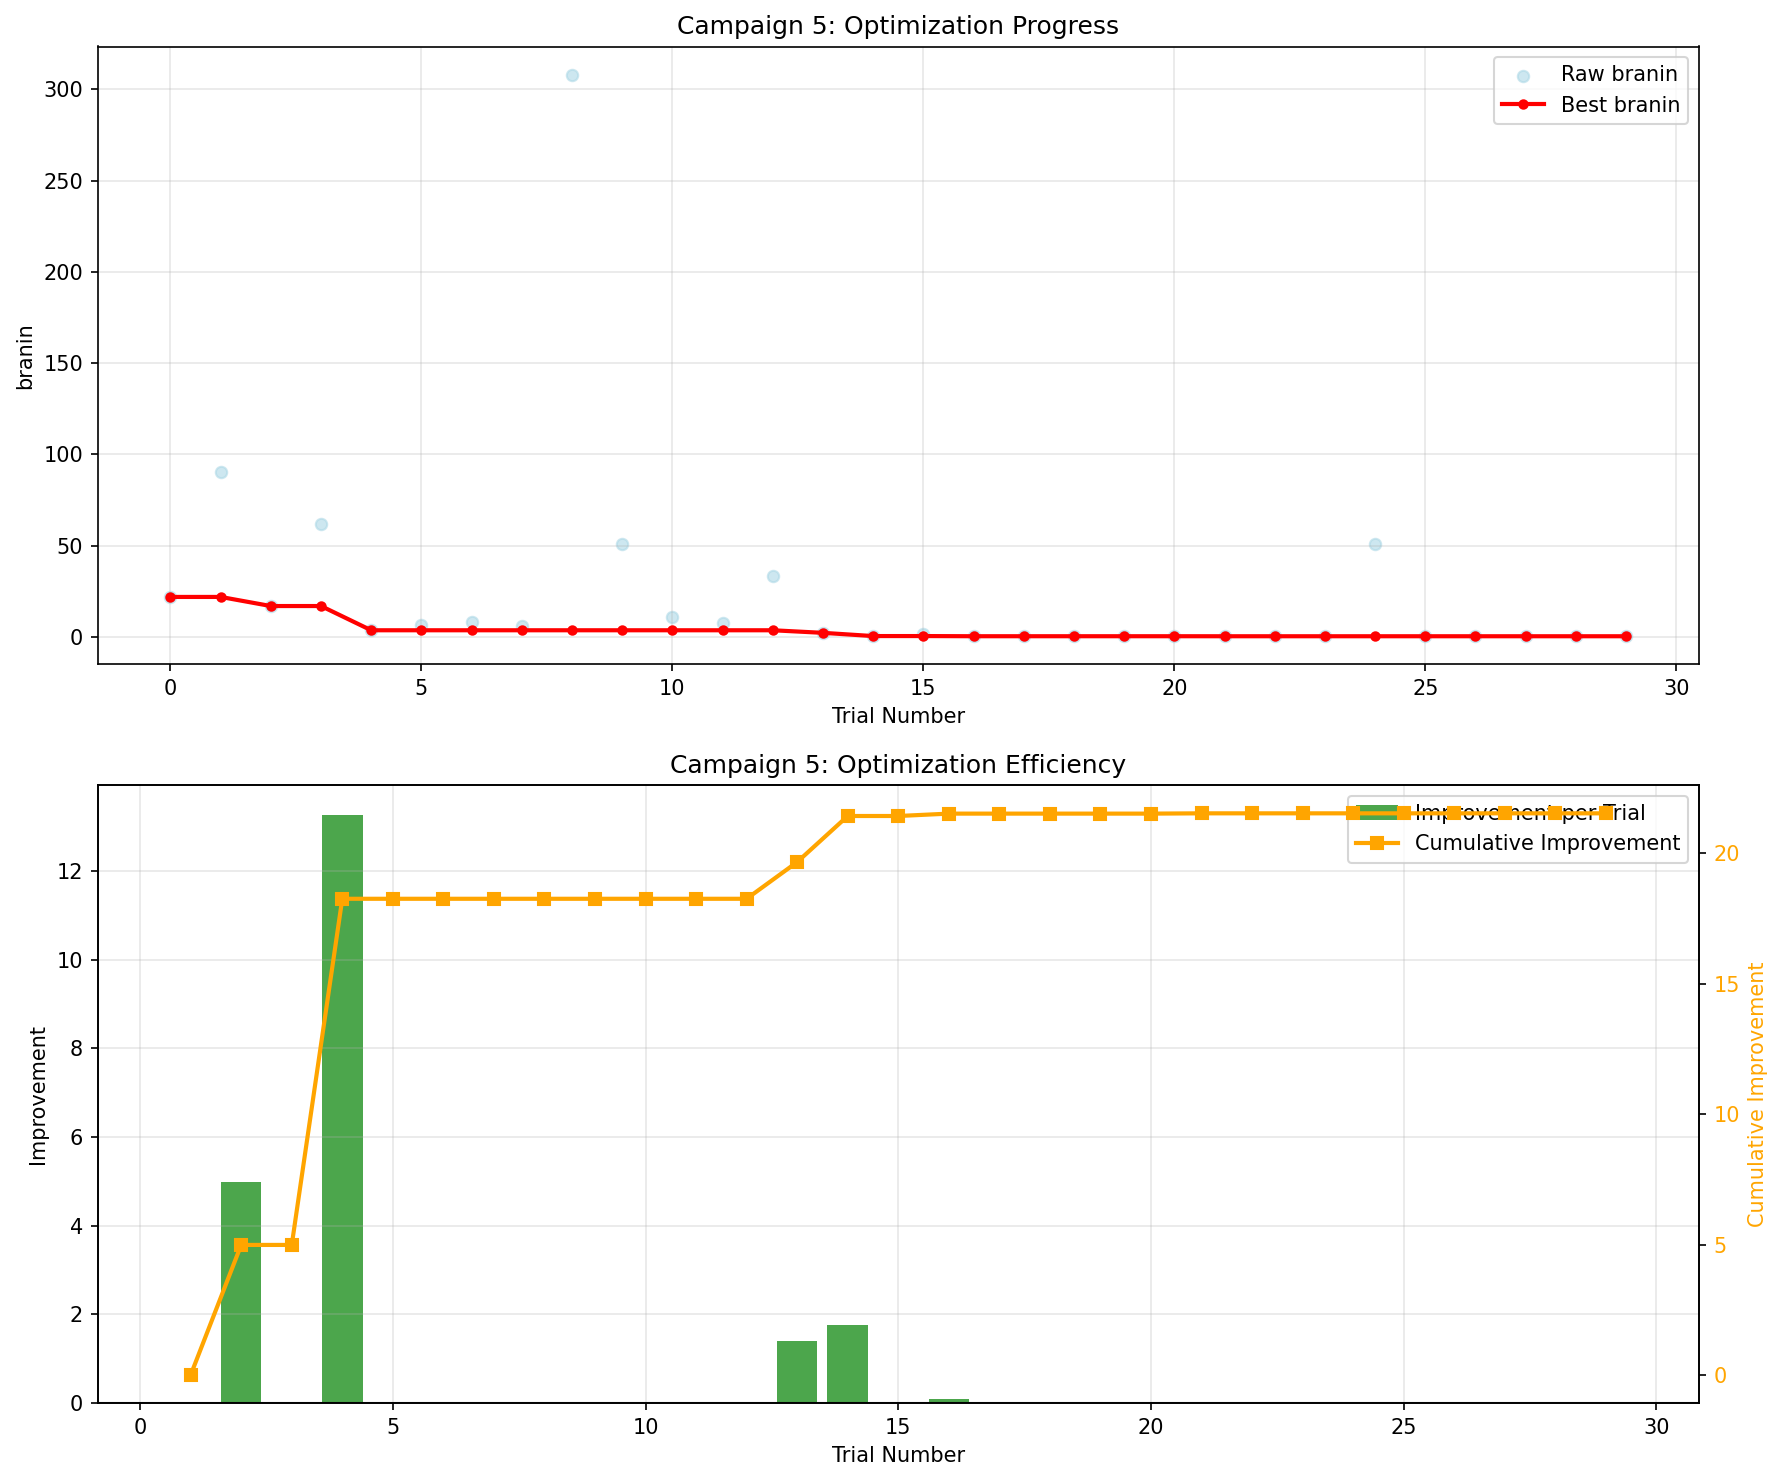 Campaign 5: Optimization Progress
Raw branin
Best branin
300
250
200
150
100
50
0
branin
0 5 10 15 20 25 30
Trial Number
Campaign 5: Optimization Efficiency
Improvement per Trial
Cumulative Improvement
12
10
8
6
4
2
0
Improvement
20
15
10
5
0
Cumulative Improvement
0 5 10 15 20 25 30
Trial Number